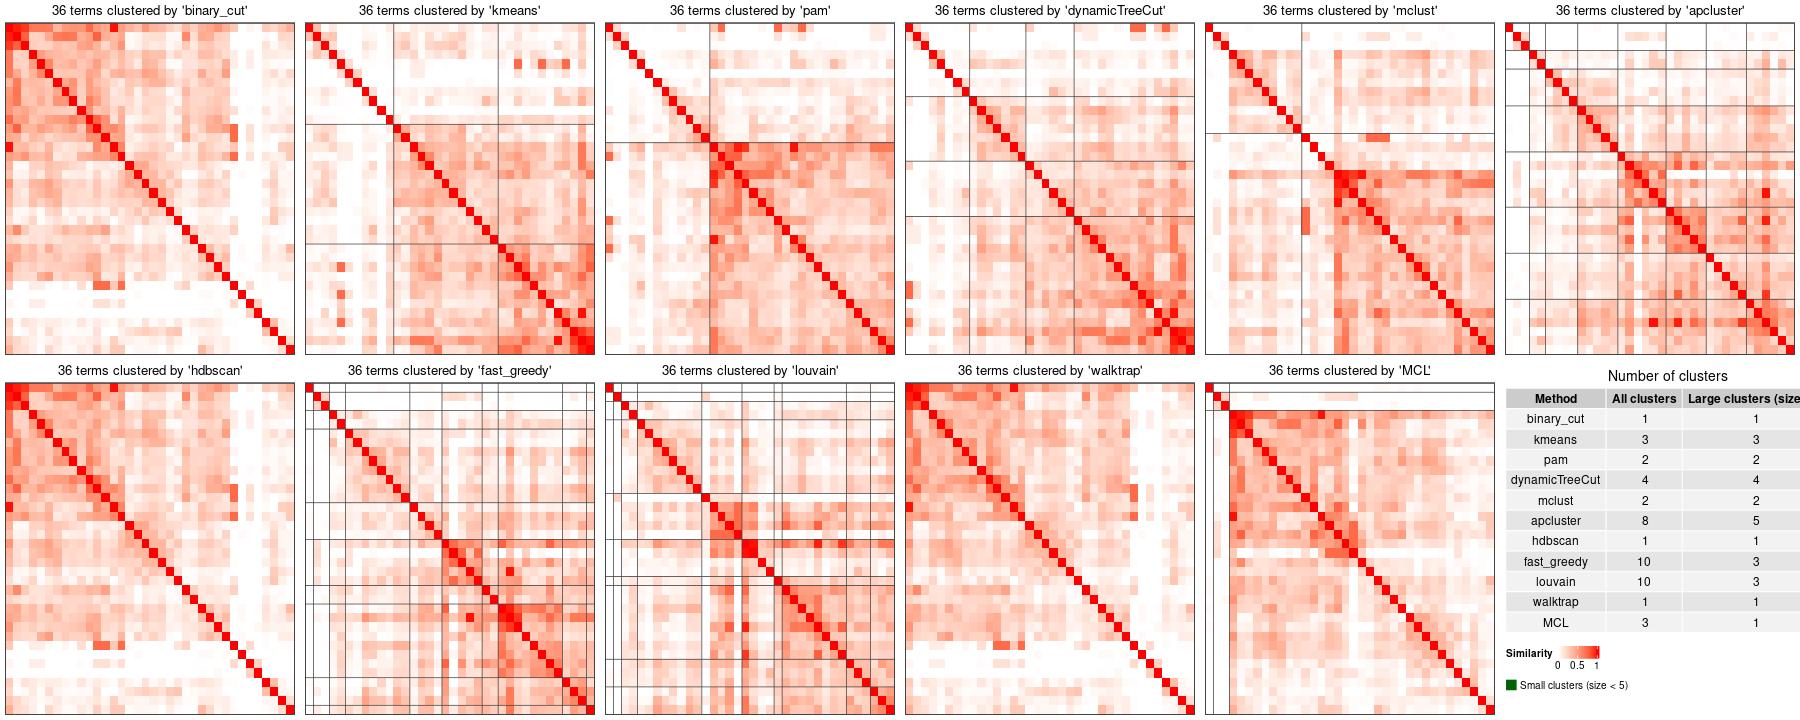 36 terms clustered by 'binary_cut'
36 terms clustered by 'kmeans'
36 terms clustered by 'pam'
36 terms clustered by 'dynamicTreeCut'
36 terms clustered by 'mclust'
36 terms clustered by 'apcluster'
36 terms clustered by 'hdbscan'
36 terms clustered by 'fast_greedy'
36 terms clustered by 'louvain'
36 terms clustered by 'walktrap'
36 terms clustered by 'MCL'
Number of clusters
Method All clusters Large clusters (size
binary_cut 1 1
kmeans 3 3
pam 2 2
dynamicTreeCut 4 4
mclust 2 2
apcluster 8 5
hdbscan 1 1
fast_greedy 10 3
louvain 10 3
walktrap 1 1
MCL 3 1
Similarity
0 0.5 1
Small clusters (size < 5)